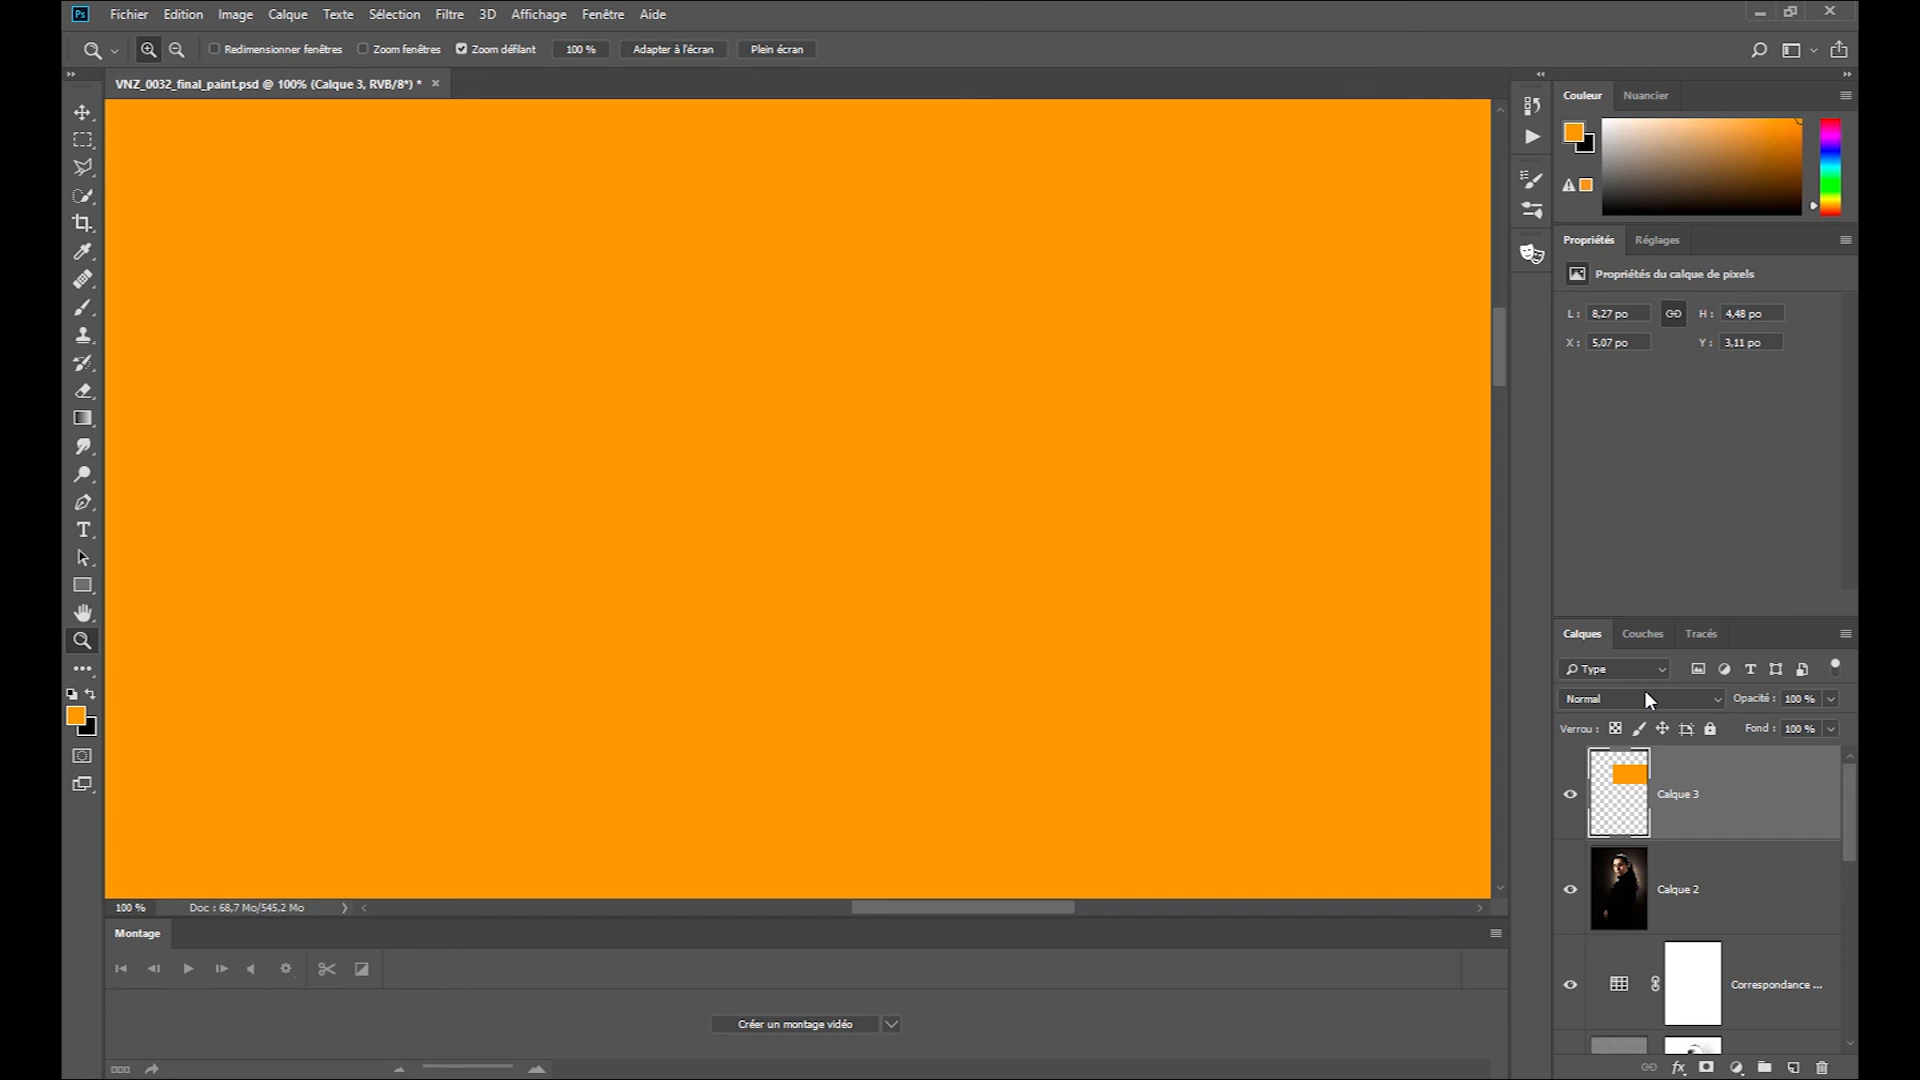 Ps Fichier Edition Image Calque Texte Sélection Filtre 3D Affichage Fenêtre Aide
Redimensionner fenêtres Zoom fenêtres Zoom défilant 100 % Adapter à l'écran Plein écran
VNZ_0032_final_paint.psd @ 100% (Calque 3, RVB/8*) *
Couleur Nuancier
Propriétés Réglages
Propriétés du calque de pixels
L : 8,27 po H : 4,48 po
X : 5,07 po Y : 3,11 po
Calques Couches Tracés
Type
Normal Opacité : 100 %
Verrou : Fond : 100 %
Calque 3
Calque 2
Correspondance ...
100 % Doc : 68,7 Mo/545,2 Mo
Montage
Créer un montage vidéo
fx